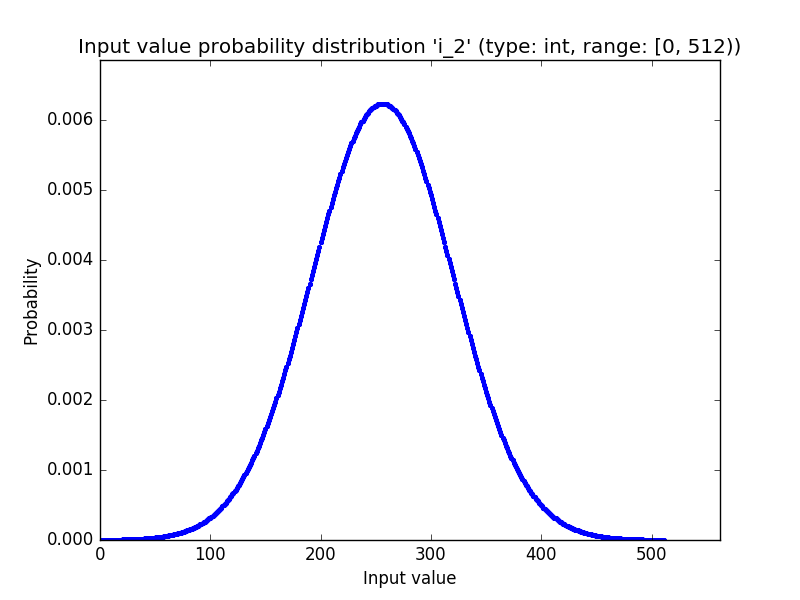 Input value probability distribution 'i_2' (type: int, range: [0, 512))
0.006
0.005
0.004
0.003
0.002
0.001
0.000
Probability
0 100 200 300 400 500
Input value